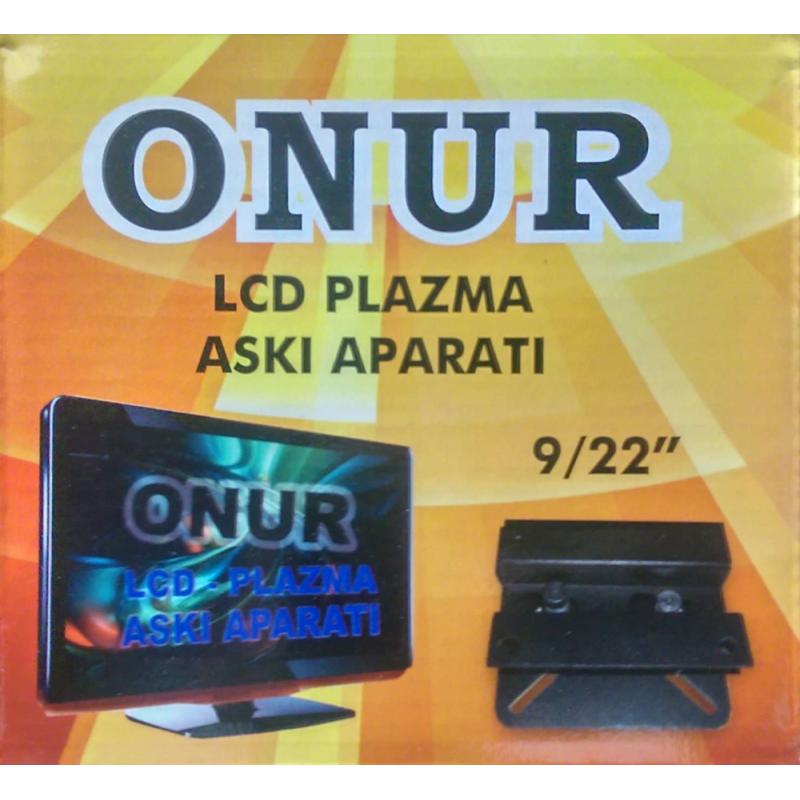 ONUR
LCD PLAZMA
ASKI APARATI
9/22"
ONUR
LCD - PLAZMA
ASKI APARATI